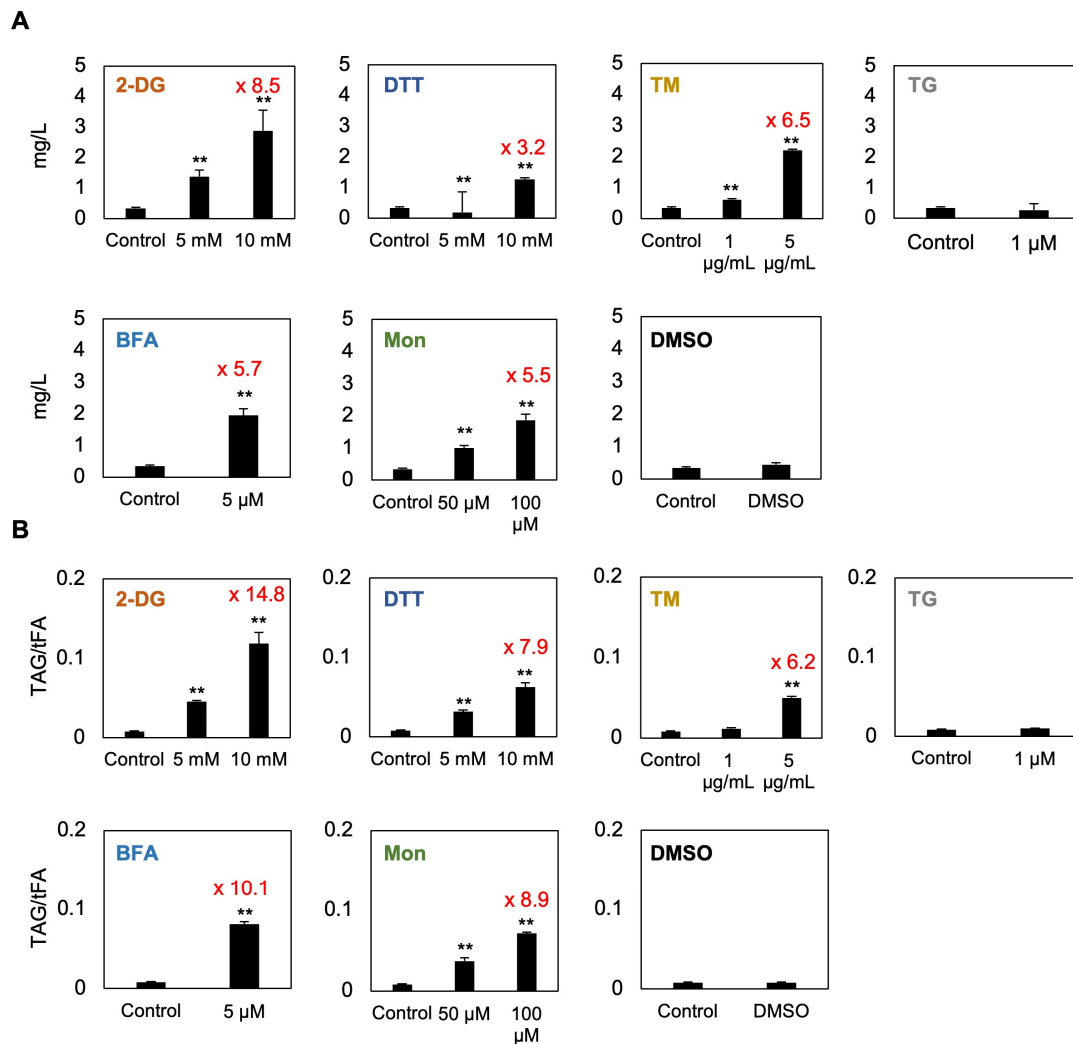 A
5
4
3
2
1
0
mg/L
2-DG
x 8.5
**
**
Control 5 mM 10 mM
5
4
3
2
1
0
DTT
x 3.2
**
**
Control 5 mM 10 mM
5
4
3
2
1
0
TM
x 6.5
**
**
Control 1 5
µg/mL µg/mL
5
4
3
2
1
0
TG
Control 1 µM
5
4
3
2
1
0
mg/L
BFA
x 5.7
**
Control 5 µM
5
4
3
2
1
0
Mon
x 5.5
**
**
Control 50 µM 100
µM
5
4
3
2
1
0
DMSO
Control DMSO
B
0.2
0.1
0
TAG/tFA
2-DG
x 14.8
**
**
Control 5 mM 10 mM
0.2
0.1
0
DTT
x 7.9
**
**
Control 5 mM 10 mM
0.2
0.1
0
TM
x 6.2
**
Control 1 5
µg/mL µg/mL
0.2
0.1
0
TG
Control 1 µM
0.2
0.1
0
TAG/tFA
BFA
x 10.1
**
Control 5 µM
0.2
0.1
0
Mon
x 8.9
**
**
Control 50 µM 100
µM
0.2
0.1
0
DMSO
Control DMSO